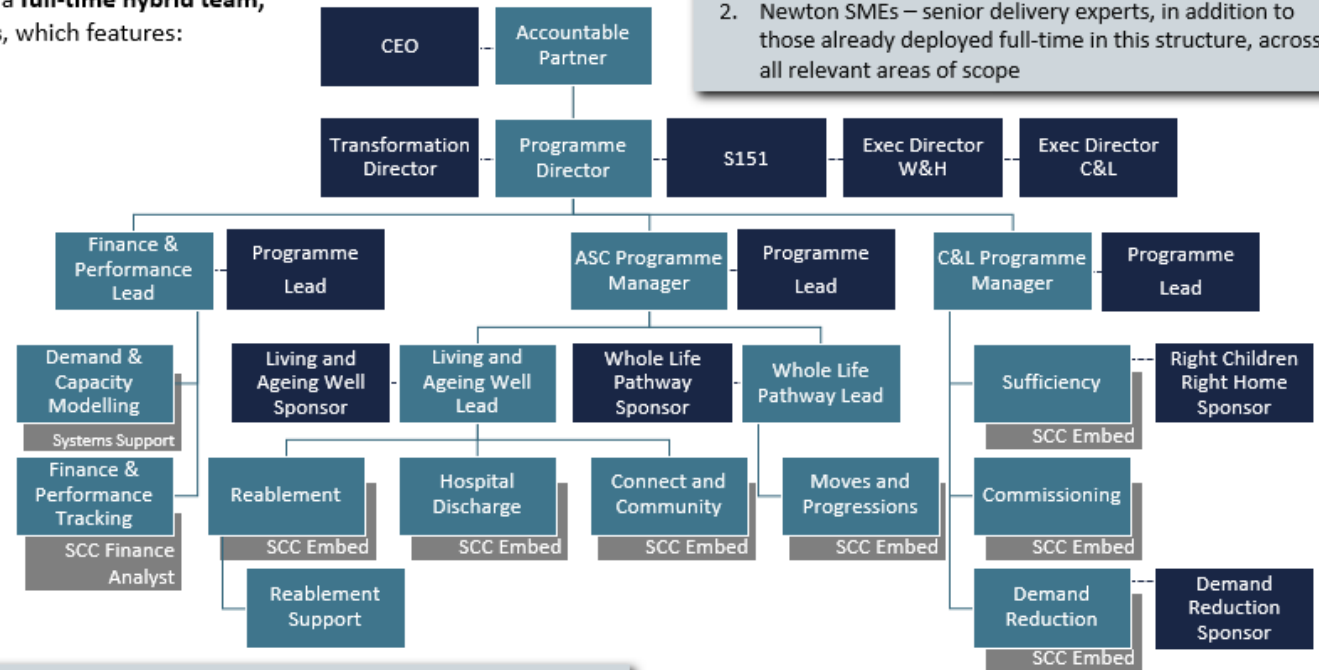 a full-time hybrid team,
, which features:
2. Newton SMEs – senior delivery experts, in addition to
those already deployed full-time in this structure, across
all relevant areas of scope
CEO
Accountable
Partner
Transformation
Director
Programme
Director
S151
Exec Director
W&H
Exec Director
C&L
Finance &
Performance
Lead
Programme
Lead
ASC Programme
Manager
Programme
Lead
C&L Programme
Manager
Programme
Lead
Demand &
Capacity
Modelling
Systems Support
Living and
Ageing Well
Sponsor
Living and
Ageing Well
Lead
Whole Life
Pathway
Sponsor
Whole Life
Pathway Lead
Sufficiency
SCC Embed
Right Children
Right Home
Sponsor
Finance &
Performance
Tracking
SCC Finance
Analyst
Reablement
SCC Embed
Hospital
Discharge
SCC Embed
Connect and
Community
SCC Embed
Moves and
Progressions
SCC Embed
Commissioning
SCC Embed
Reablement
Support
Demand
Reduction
SCC Embed
Demand
Reduction
Sponsor